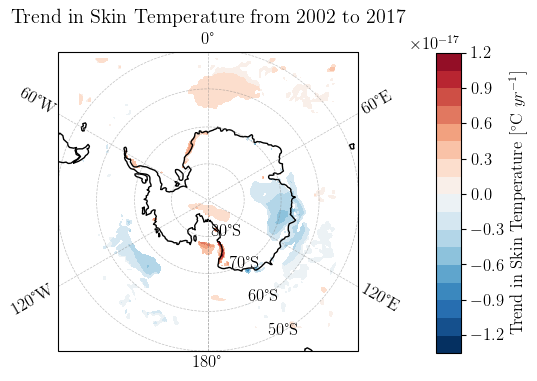 Trend in Skin Temperature from 2002 to 2017
0°
×10⁻¹⁷
60°W
60°E
80°S
70°S
60°S
50°S
120°W
120°E
180°
1.2
0.9
0.6
0.3
0.0
−0.3
−0.6
−0.9
−1.2
Trend in Skin Temperature [°C yr⁻¹]